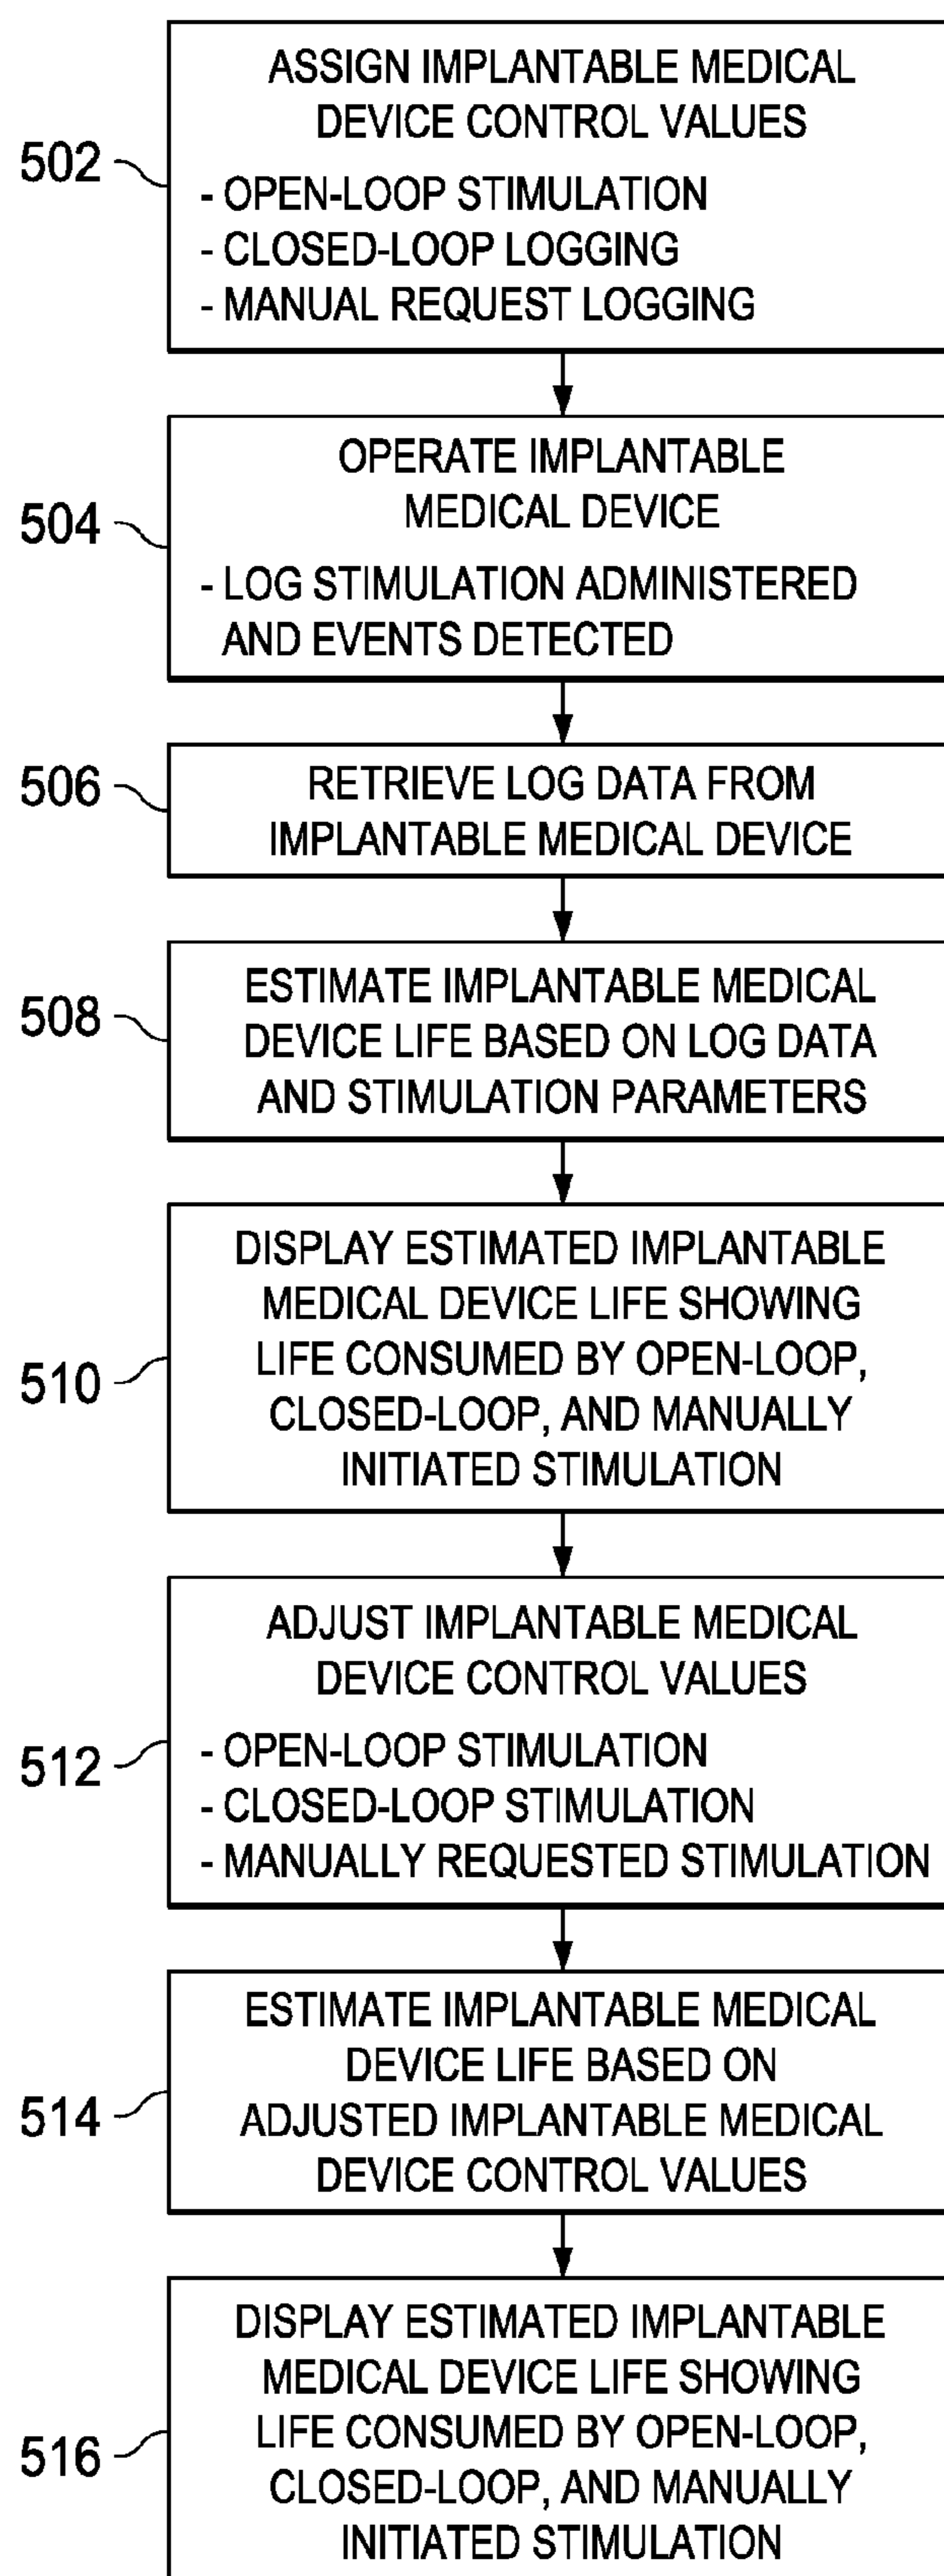 ASSIGN IMPLANTABLE MEDICAL
DEVICE CONTROL VALUES
502
- OPEN-LOOP STIMULATION
- CLOSED-LOOP LOGGING
- MANUAL REQUEST LOGGING
OPERATE IMPLANTABLE
MEDICAL DEVICE
504
- LOG STIMULATION ADMINISTERED
AND EVENTS DETECTED
506
RETRIEVE LOG DATA FROM
IMPLANTABLE MEDICAL DEVICE
508
ESTIMATE IMPLANTABLE MEDICAL
DEVICE LIFE BASED ON LOG DATA
AND STIMULATION PARAMETERS
510
DISPLAY ESTIMATED IMPLANTABLE
MEDICAL DEVICE LIFE SHOWING
LIFE CONSUMED BY OPEN-LOOP,
CLOSED-LOOP, AND MANUALLY
INITIATED STIMULATION
ADJUST IMPLANTABLE MEDICAL
DEVICE CONTROL VALUES
512
- OPEN-LOOP STIMULATION
- CLOSED-LOOP STIMULATION
- MANUALLY REQUESTED STIMULATION
514
ESTIMATE IMPLANTABLE MEDICAL
DEVICE LIFE BASED ON
ADJUSTED IMPLANTABLE MEDICAL
DEVICE CONTROL VALUES
516
DISPLAY ESTIMATED IMPLANTABLE
MEDICAL DEVICE LIFE SHOWING
LIFE CONSUMED BY OPEN-LOOP,
CLOSED-LOOP, AND MANUALLY
INITIATED STIMULATION